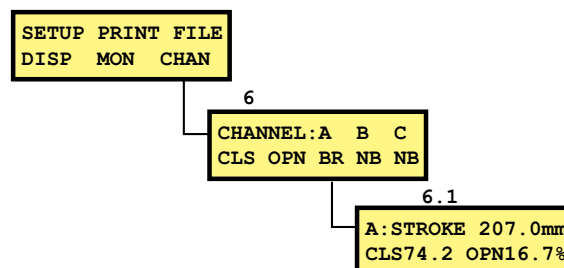 SETUP PRINT FILE
DISP MON CHAN
6
CHANNEL:A B C
CLS OPN BR NB NB
6.1
A:STROKE 207.0mm
CLS74.2 OPN16.7%